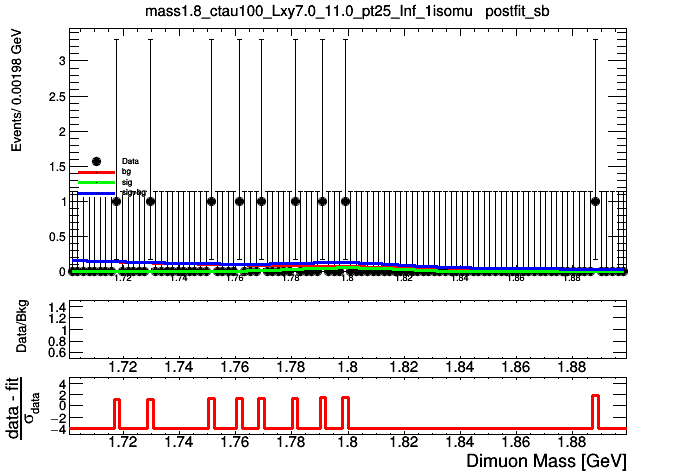 mass1.8_ctau100_Lxy7.0_11.0_pt25_Inf_1isomu postfit_sb
Events/ 0.00198 GeV
3
2.5
2
1.5
1
0.5
0
Data
bg
sig
sig+bg
1.72 1.74 1.76 1.78 1.8 1.82 1.84 1.86 1.88
Data/Bkg
1.4
1.2
1
0.8
0.6
1.72 1.74 1.76 1.78 1.8 1.82 1.84 1.86 1.88
data - fit
σdata
4
2
0
−2
−4
1.72 1.74 1.76 1.78 1.8 1.82 1.84 1.86 1.88
Dimuon Mass [GeV]